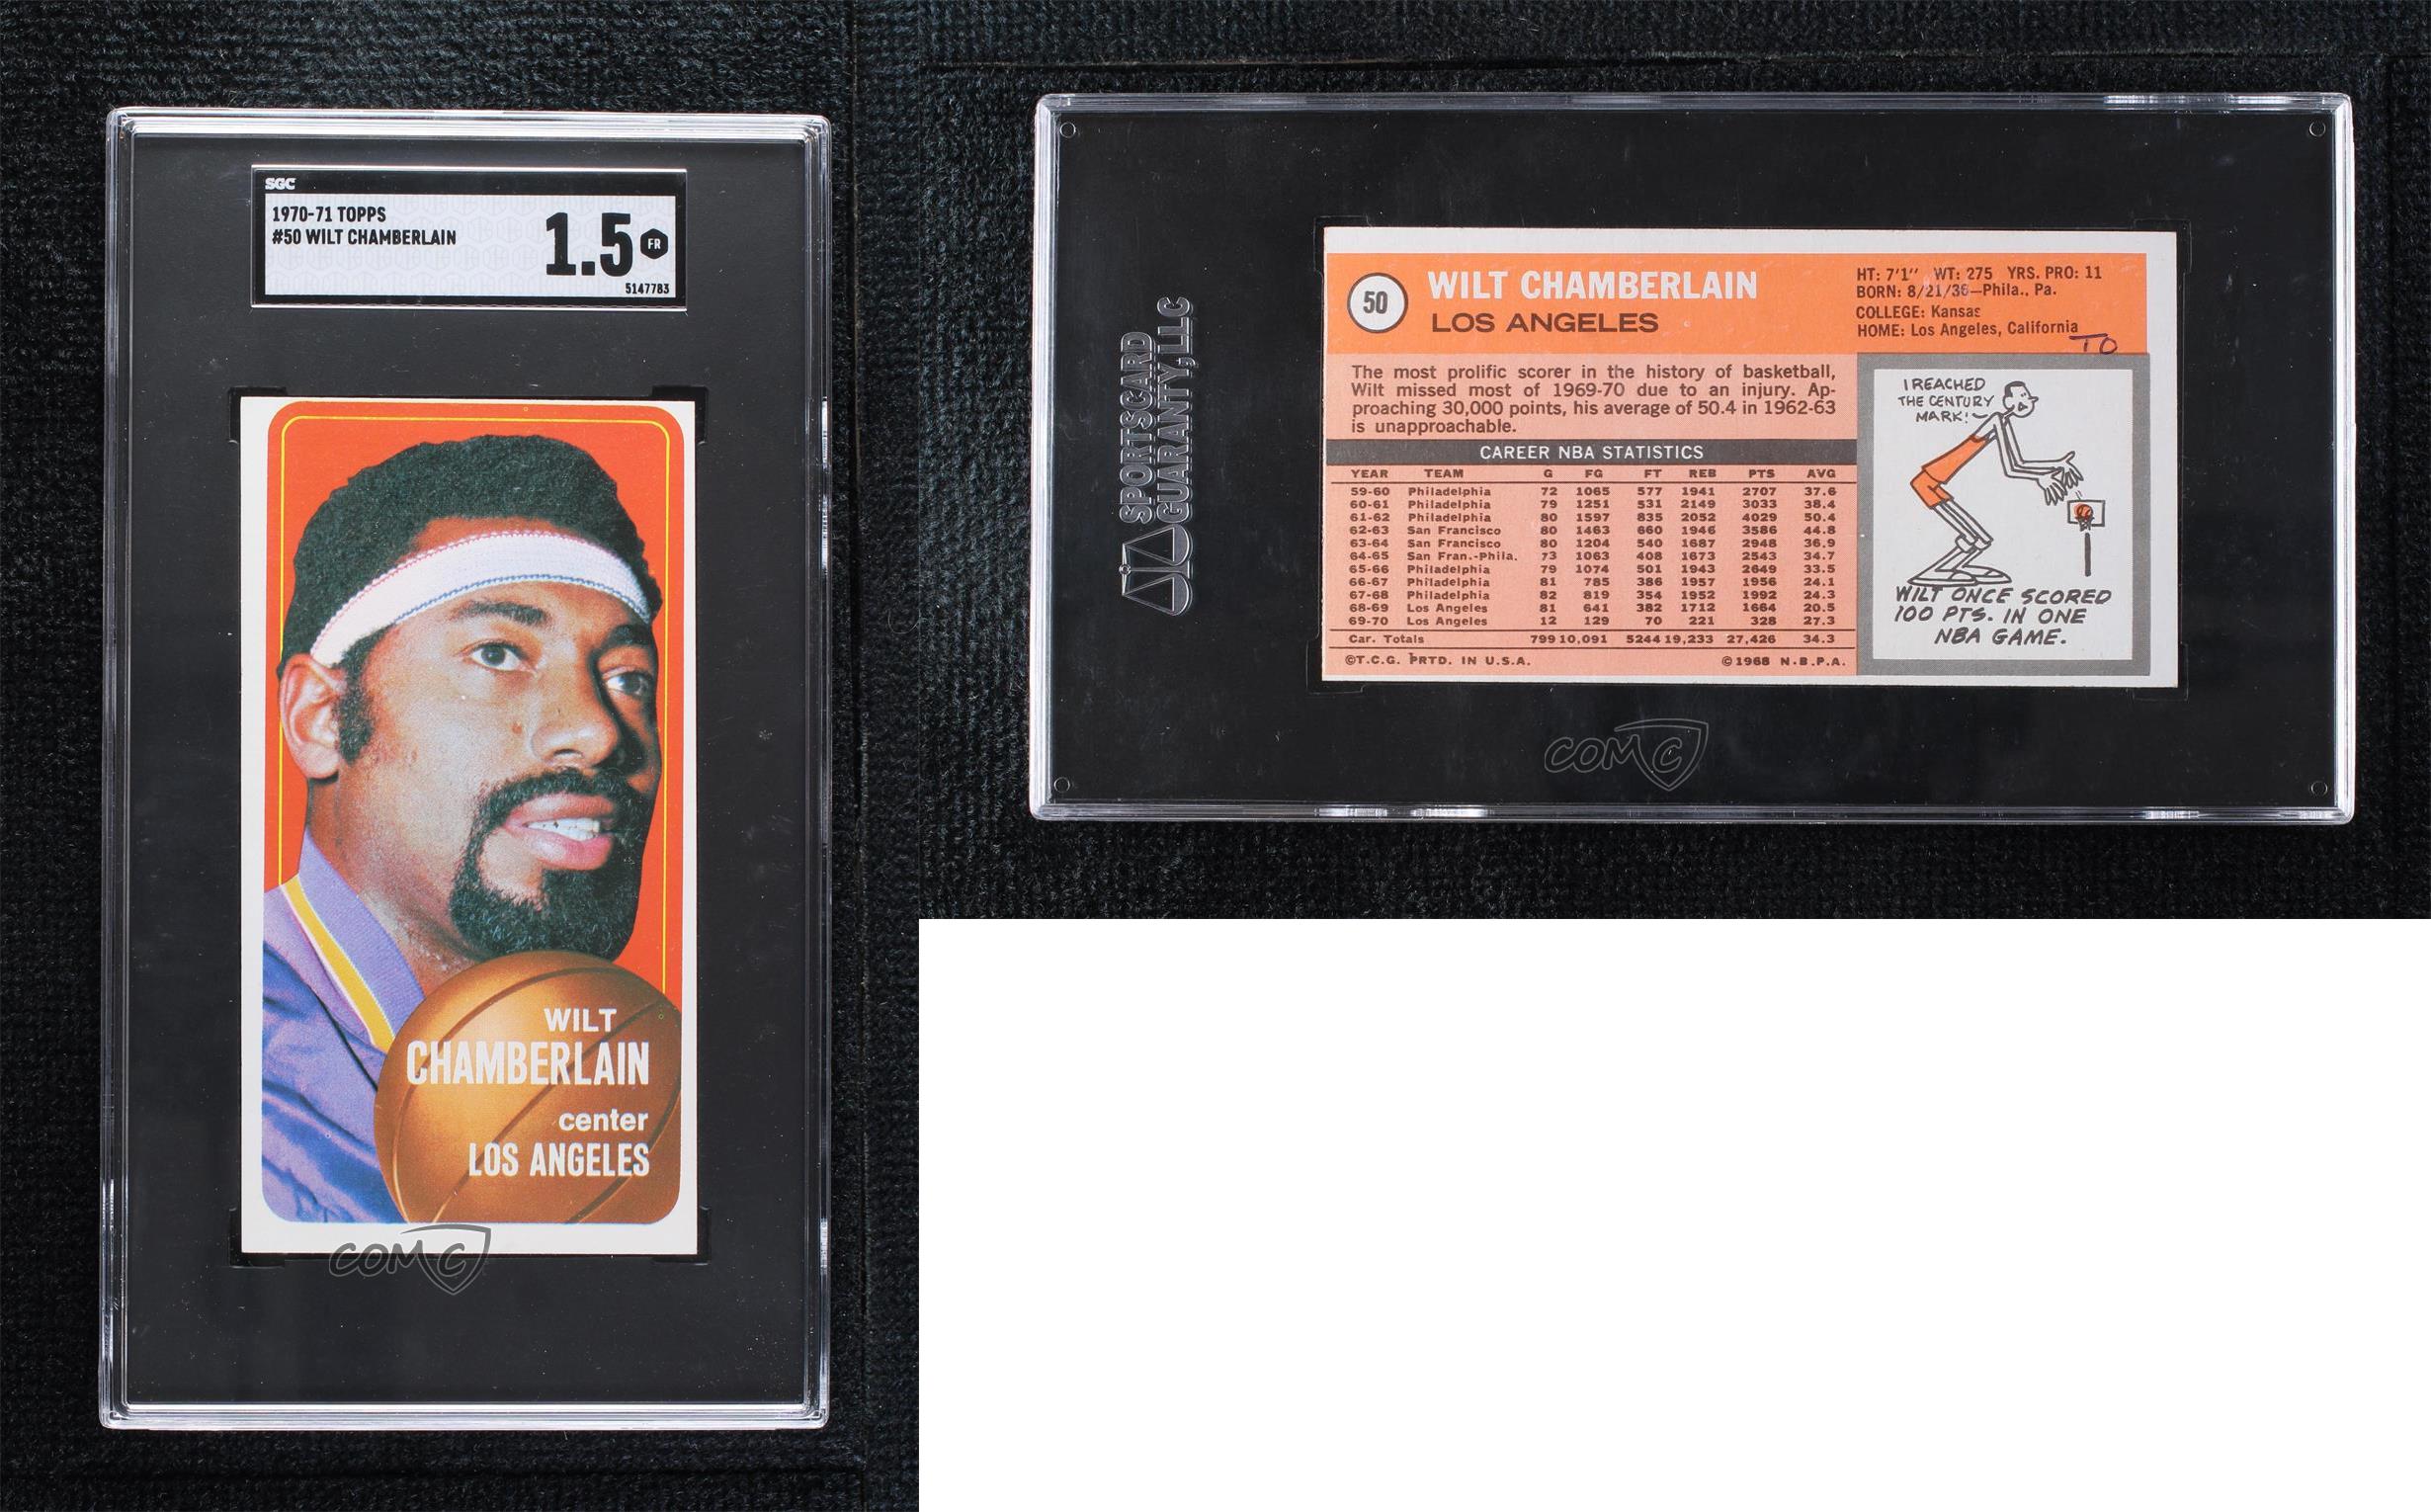 SGC
1970-71 TOPPS
#50 WILT CHAMBERLAIN
1.5 FR
5147783
WILT
CHAMBERLAIN
center
LOS ANGELES
COMC
SPORTSCARD
GUARANTY, LLC
50
WILT CHAMBERLAIN
LOS ANGELES
HT: 7'1'' WT: 275 YRS. PRO: 11
BORN: 8/21/36—Phila., Pa.
COLLEGE: Kansas
HOME: Los Angeles, California
TO
The most prolific scorer in the history of basketball,
Wilt missed most of 1969-70 due to an injury. Ap-
proaching 30,000 points, his average of 50.4 in 1962-63
is unapproachable.
CAREER NBA STATISTICS
YEAR TEAM G FG FT REB PTS AVG
59-60 Philadelphia 72 1065 577 1941 2707 37.6
60-61 Philadelphia 79 1251 531 2149 3033 38.4
61-62 Philadelphia 80 1597 835 2052 4029 50.4
62-63 San Francisco 80 1463 660 1946 3586 44.8
63-64 San Francisco 80 1204 540 1687 2948 36.9
64-65 San Fran.-Phila. 73 1063 408 1673 2543 34.7
65-66 Philadelphia 79 1074 501 1943 2649 33.5
66-67 Philadelphia 81 785 386 1957 1956 24.1
67-68 Philadelphia 82 819 354 1952 1992 24.3
68-69 Los Angeles 81 641 382 1712 1664 20.5
69-70 Los Angeles 12 129 70 221 328 27.3
Car. Totals 799 10,091 5244 19,233 27,426 34.3
©T.C.G. PRTD. IN U.S.A. ©1968 N.B.P.A.
I REACHED
THE CENTURY
MARK!
WILT ONCE SCORED
100 PTS. IN ONE
NBA GAME.
COMC